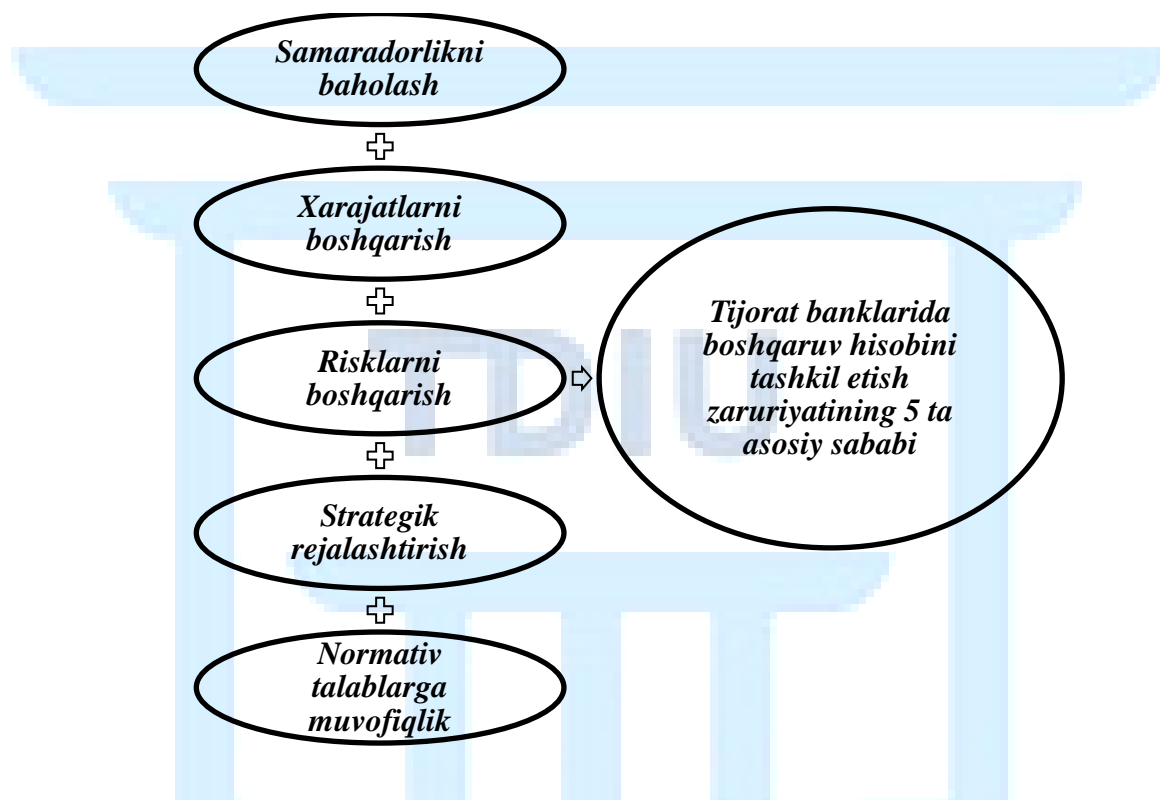 Samaradorlikni
baholash
Xarajatlarni
boshqarish
Risklarni
boshqarish
Strategik
rejalashtirish
Normativ
talablarga
muvofiqlik
Tijorat banklarida
boshqaruv hisobini
tashkil etish
zaruriyatining 5 ta
asosiy sababi
TDIU